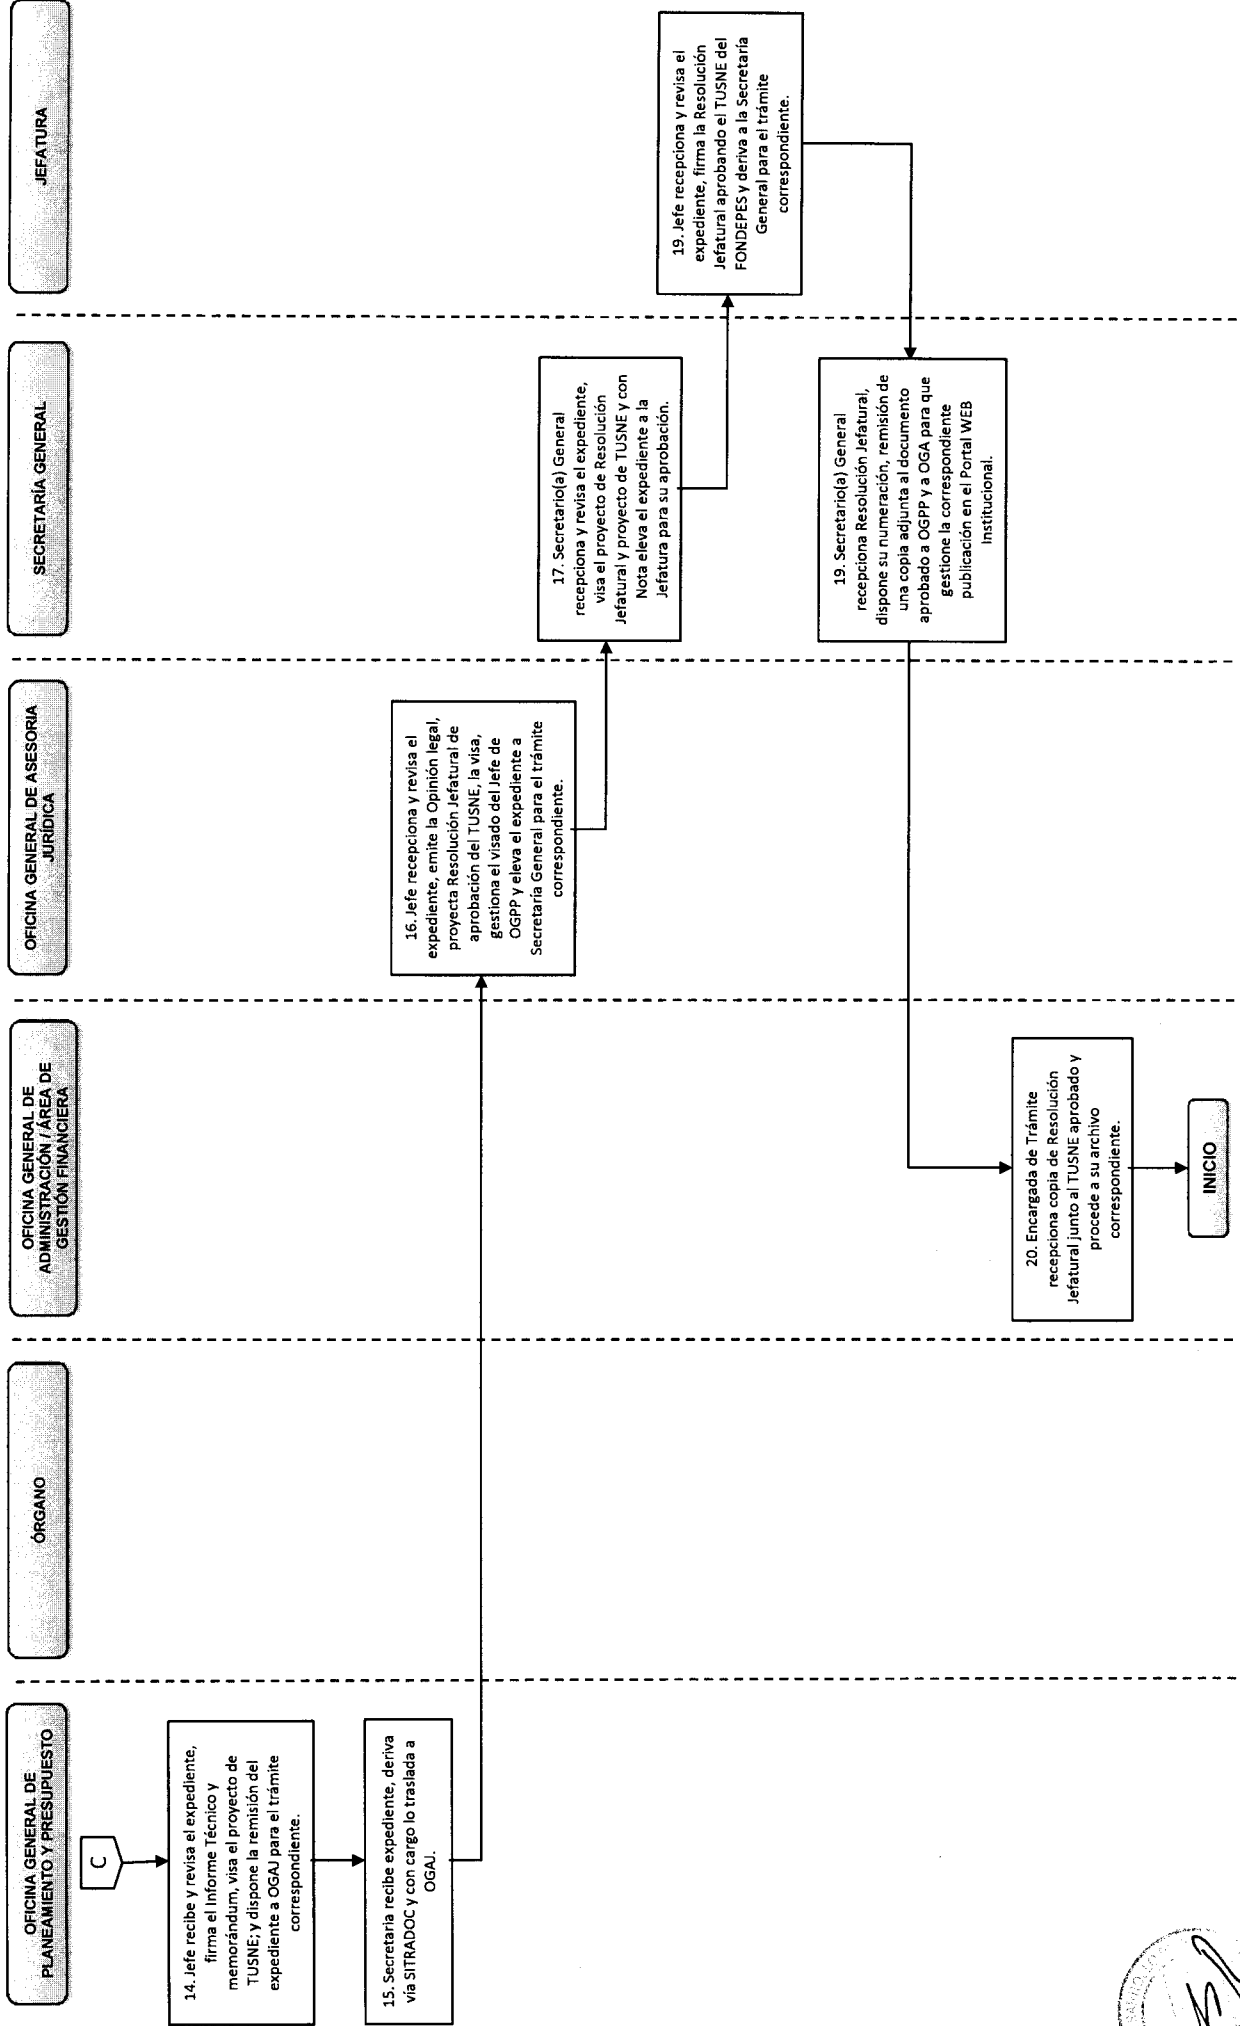 OFICINA GENERAL DE
PLANEAMIENTO Y PRESUPUESTO
ÓRGANO
OFICINA GENERAL DE
ADMINISTRACIÓN / ÁREA DE
GESTIÓN FINANCIERA
OFICINA GENERAL DE ASESORIA
JURÍDICA
SECRETARÍA GENERAL
JEFATURA
C
14. Jefe recibe y revisa el expediente,
firma el Informe Técnico y
memorándum, visa el proyecto de
TUSNE; y dispone la remisión del
expediente a OGAJ para el trámite
correspondiente.
15. Secretaria recibe expediente, deriva
vía SITRADOC y con cargo lo traslada a
OGAJ.
16. Jefe recepciona y revisa el
expediente, emite la Opinión legal,
proyecta Resolución Jefatural de
aprobación del TUSNE, la visa,
gestiona el visado del Jefe de
OGPP y eleva el expediente a
Secretaría General para el trámite
correspondiente.
17. Secretario(a) General
recepciona y revisa el expediente,
visa el proyecto de Resolución
Jefatural y proyecto de TUSNE y con
Nota eleva el expediente a la
Jefatura para su aprobación.
19. Jefe recepciona y revisa el
expediente, firma la Resolución
Jefatural aprobando el TUSNE del
FONDEPES y deriva a la Secretaría
General para el trámite
correspondiente.
19. Secretario(a) General
recepciona Resolución Jefatural,
dispone su numeración, remisión de
una copia adjunta al documento
aprobado a OGPP y a OGA para que
gestione la correspondiente
publicación en el Portal WEB
Institucional.
20. Encargada de Trámite
recepciona copia de Resolución
Jefatural junto al TUSNE aprobado y
procede a su archivo
correspondiente.
INICIO